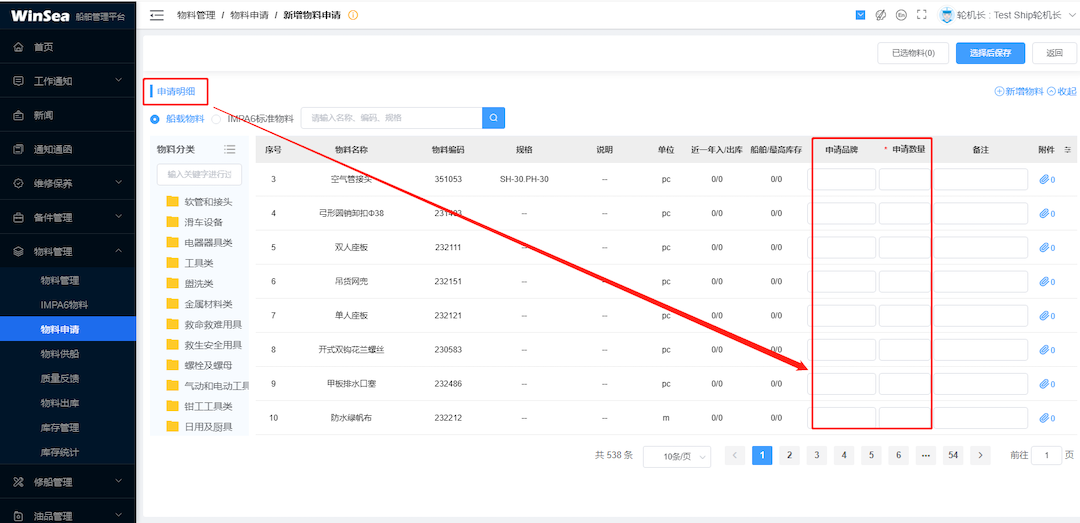 WinSea 船舶管理平台
物料管理 / 物料申请 / 新增物料申请
En
轮机长 : Test Ship轮机长
首页
工作通知
新闻
通知通函
维修保养
备件管理
物料管理
物料管理
IMPA6物料
物料申请
物料供船
质量反馈
物料出库
库存管理
库存统计
修船管理
油品管理
已选物料(0) 选择后保存 返回
申请明细
新增物料 收起
船载物料 IMPA6标准物料 请输入名称、编码、规格
物料分类
输入关键字进行过
软管和接头
滑车设备
电器器具类
工具类
盥洗类
金属材料类
救命救难用具
救生安全用具
螺栓及螺母
气动和电动工具
钳工工具类
日用及厨具
序号 物料名称 物料编码 规格 说明 单位 近一年入/出库 船舶/最高库存 申请品牌 * 申请数量 备注 附件
3 空气管接头 351053 SH-30.PH-30 -- pc 0/0 0/0 0
4 弓形圆销卸扣Φ38 231403 -- -- pc 0/0 0/0 0
5 双人座板 232111 -- -- pc 0/0 0/0 0
6 吊货网兜 232151 -- -- pc 0/0 0/0 0
7 单人座板 232121 -- -- pc 0/0 0/0 0
8 开式双钩花兰螺丝 230583 -- -- pc 0/0 0/0 0
9 甲板排水口塞 232486 -- -- pc 0/0 0/0 0
10 防水绿帆布 232212 -- -- m 0/0 0/0 0
共 538 条 10条/页 1 2 3 4 5 6 ••• 54 前往 1 页